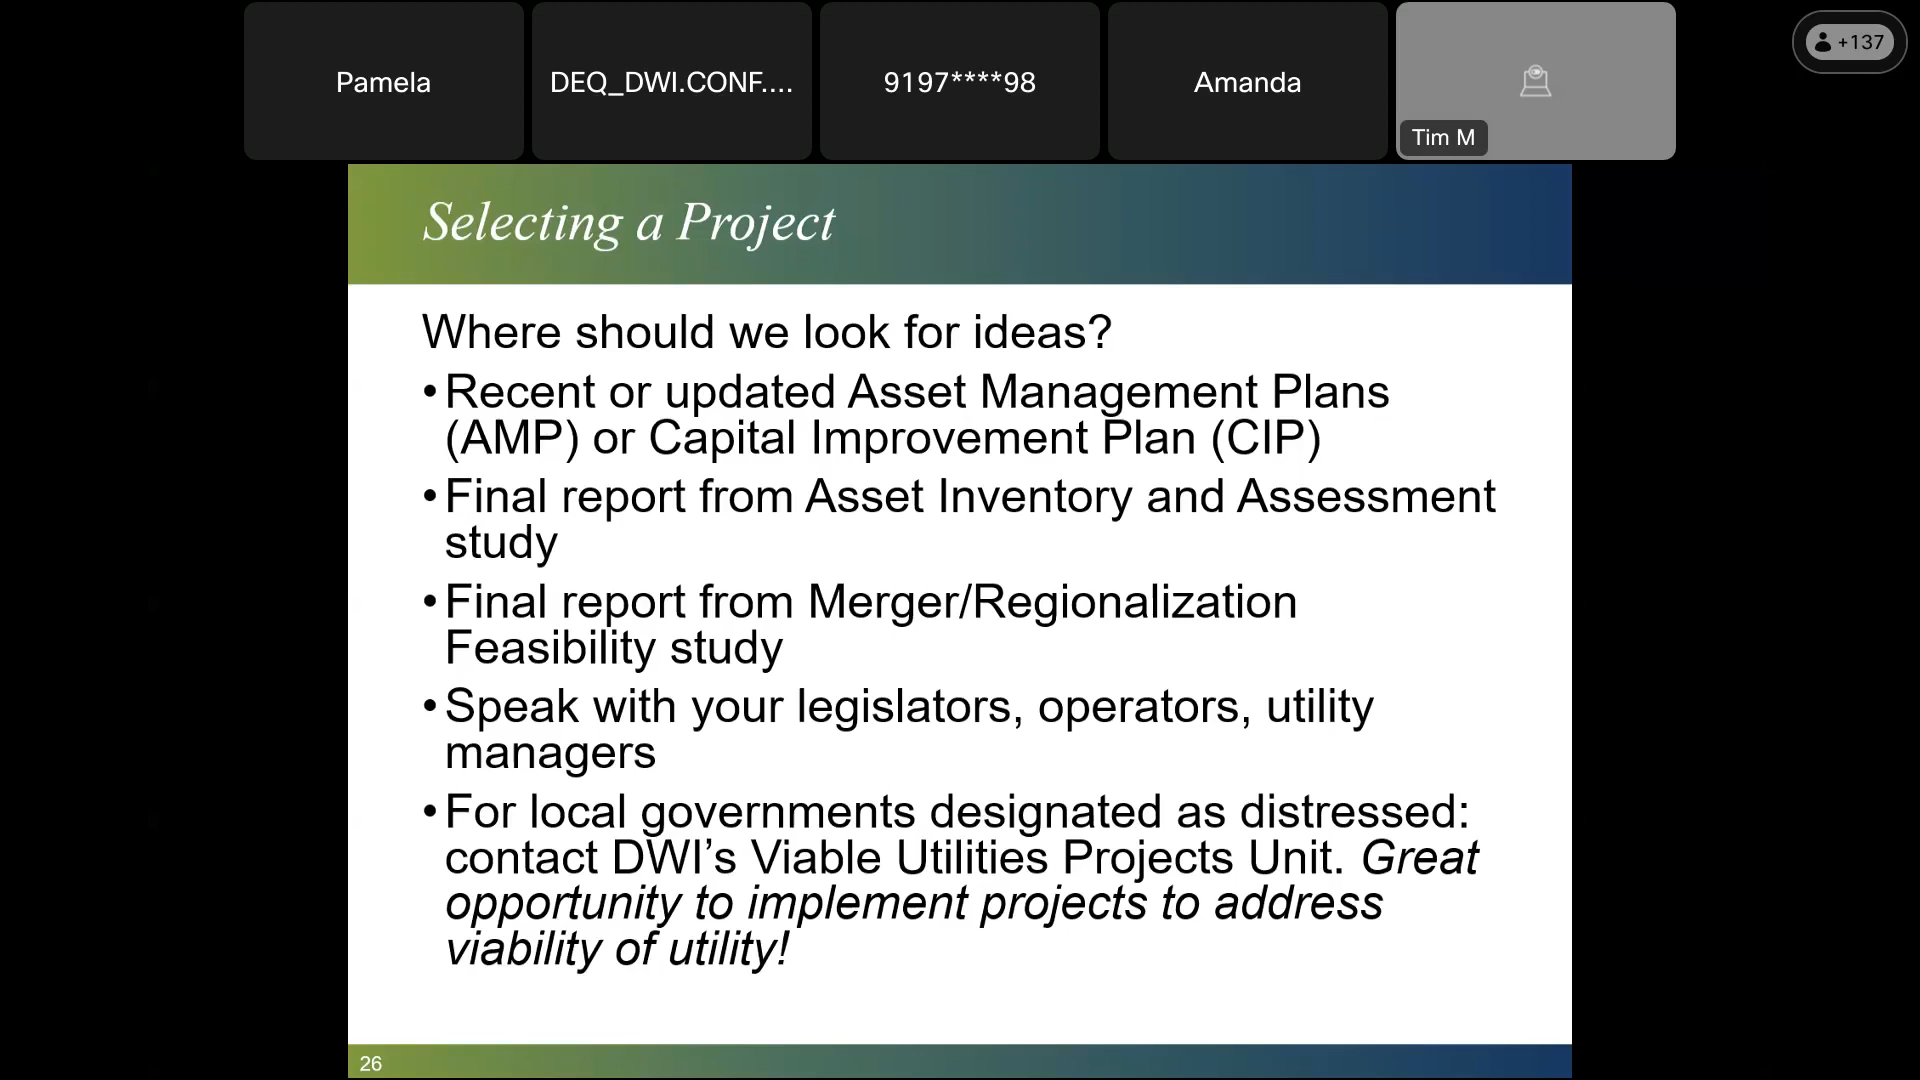 Pamela
DEQ_DWI.CONF....
9197****98
Amanda
Tim M
+137
Selecting a Project
Where should we look for ideas?
•Recent or updated Asset Management Plans
(AMP) or Capital Improvement Plan (CIP)
•Final report from Asset Inventory and Assessment
study
•Final report from Merger/Regionalization
Feasibility study
•Speak with your legislators, operators, utility
managers
•For local governments designated as distressed:
contact DWI’s Viable Utilities Projects Unit. Great
opportunity to implement projects to address
viability of utility!
26